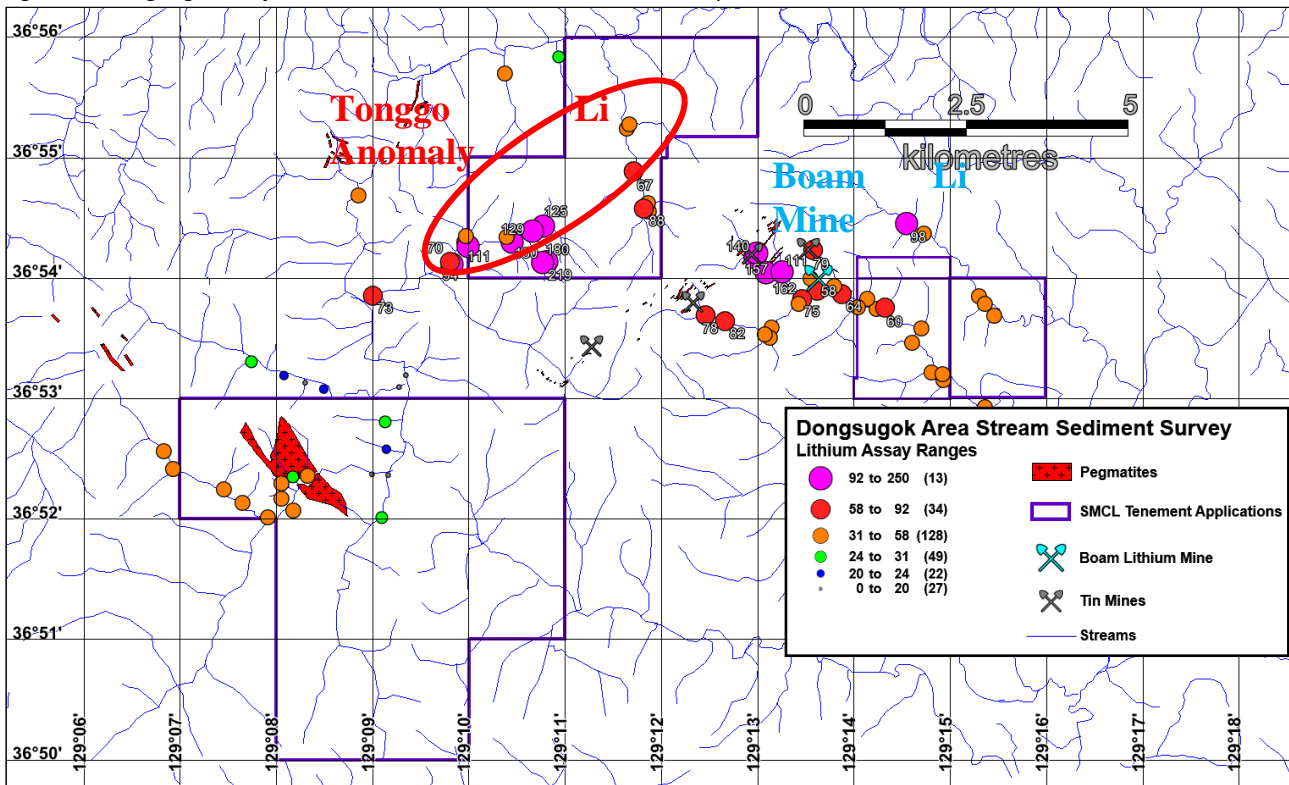 36°56'
36°55'
36°54'
36°53'
36°52'
36°51'
36°50'
Tonggo Li
Anomaly
0 2.5 5
kilometres
Boam Li
Mine
67
88
125
129
180
219
70
111
73
98
140
157
111
162
79
58
75
64
60
78
82
Dongsugok Area Stream Sediment Survey
Lithium Assay Ranges
92 to 250 (13)
58 to 92 (34)
31 to 58 (128)
24 to 31 (49)
20 to 24 (22)
0 to 20 (27)
Pegmatites
SMCL Tenement Applications
Boam Lithium Mine
Tin Mines
Streams
129°06'
129°07'
129°08'
129°09'
129°10'
129°11'
129°12'
129°13'
129°14'
129°15'
129°16'
129°17'
129°18'